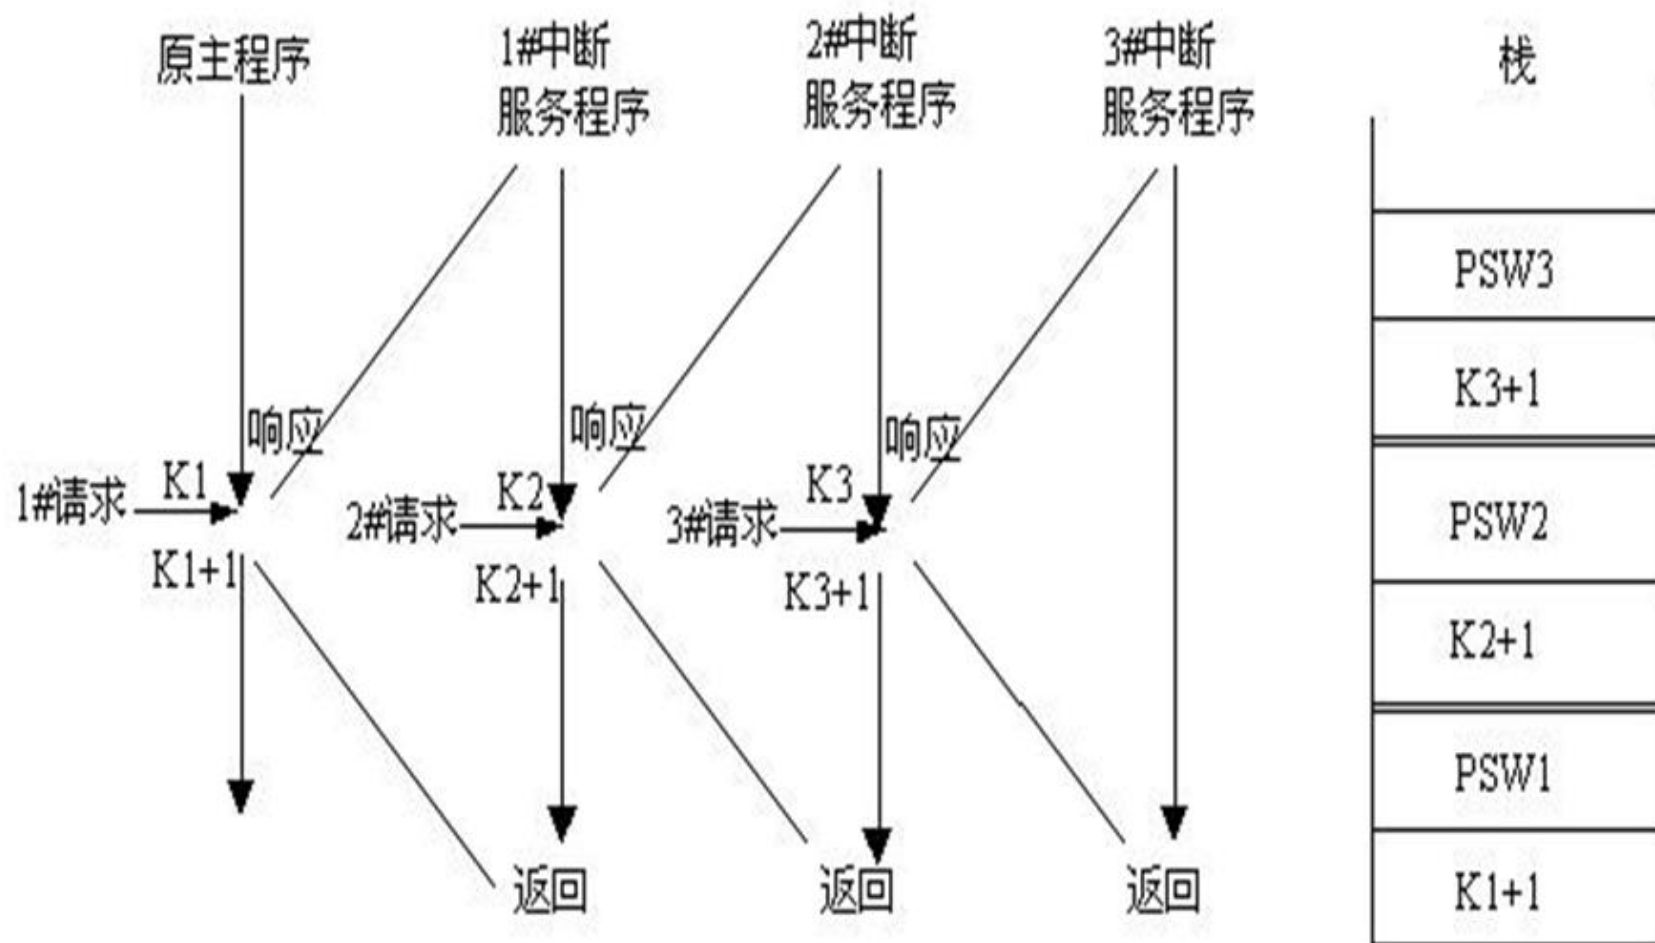 原主程序
1#中断
服务程序
2#中断
服务程序
3#中断
服务程序
栈
响应
响应
响应
1#请求
K1
2#请求
K2
3#请求
K3
K1+1
K2+1
K3+1
返回
返回
返回
PSW3
K3+1
PSW2
K2+1
PSW1
K1+1